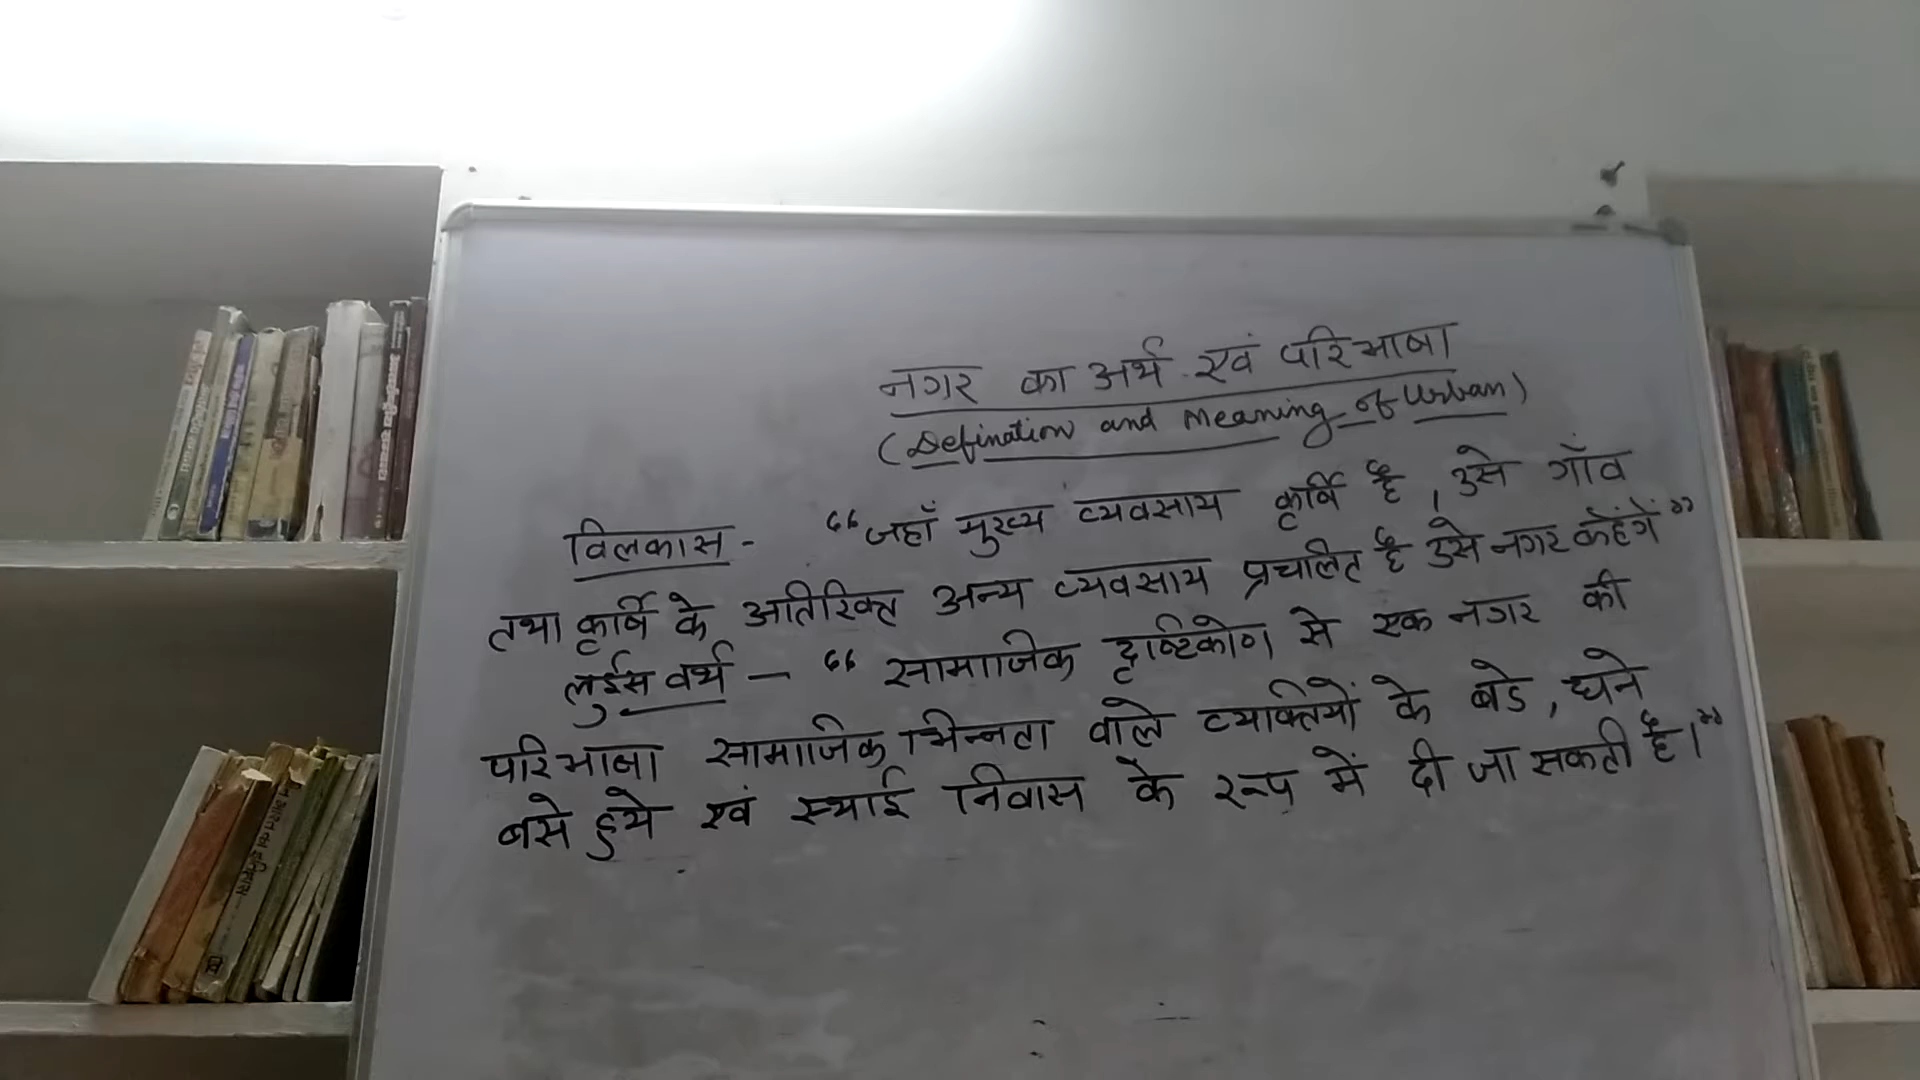 नगर का अर्थ एवं परिभाषा
(Defination and Meaning of Urban)
विलकास - “जहाँ मुख्य व्यवसाय कृषि है, उसे गाँव
तथा कृषि के अतिरिक्त अन्य व्यवसाय प्रचलित है उसे नगर कहेंगे”
लुईस वर्थ – “सामाजिक दृष्टिकोण से एक नगर की
परिभाषा सामाजिक भिन्नता वाले व्यक्तियों के बडे, घने
बसे हुये एवं स्थाई निवास के रूप में दी जा सकती है।”